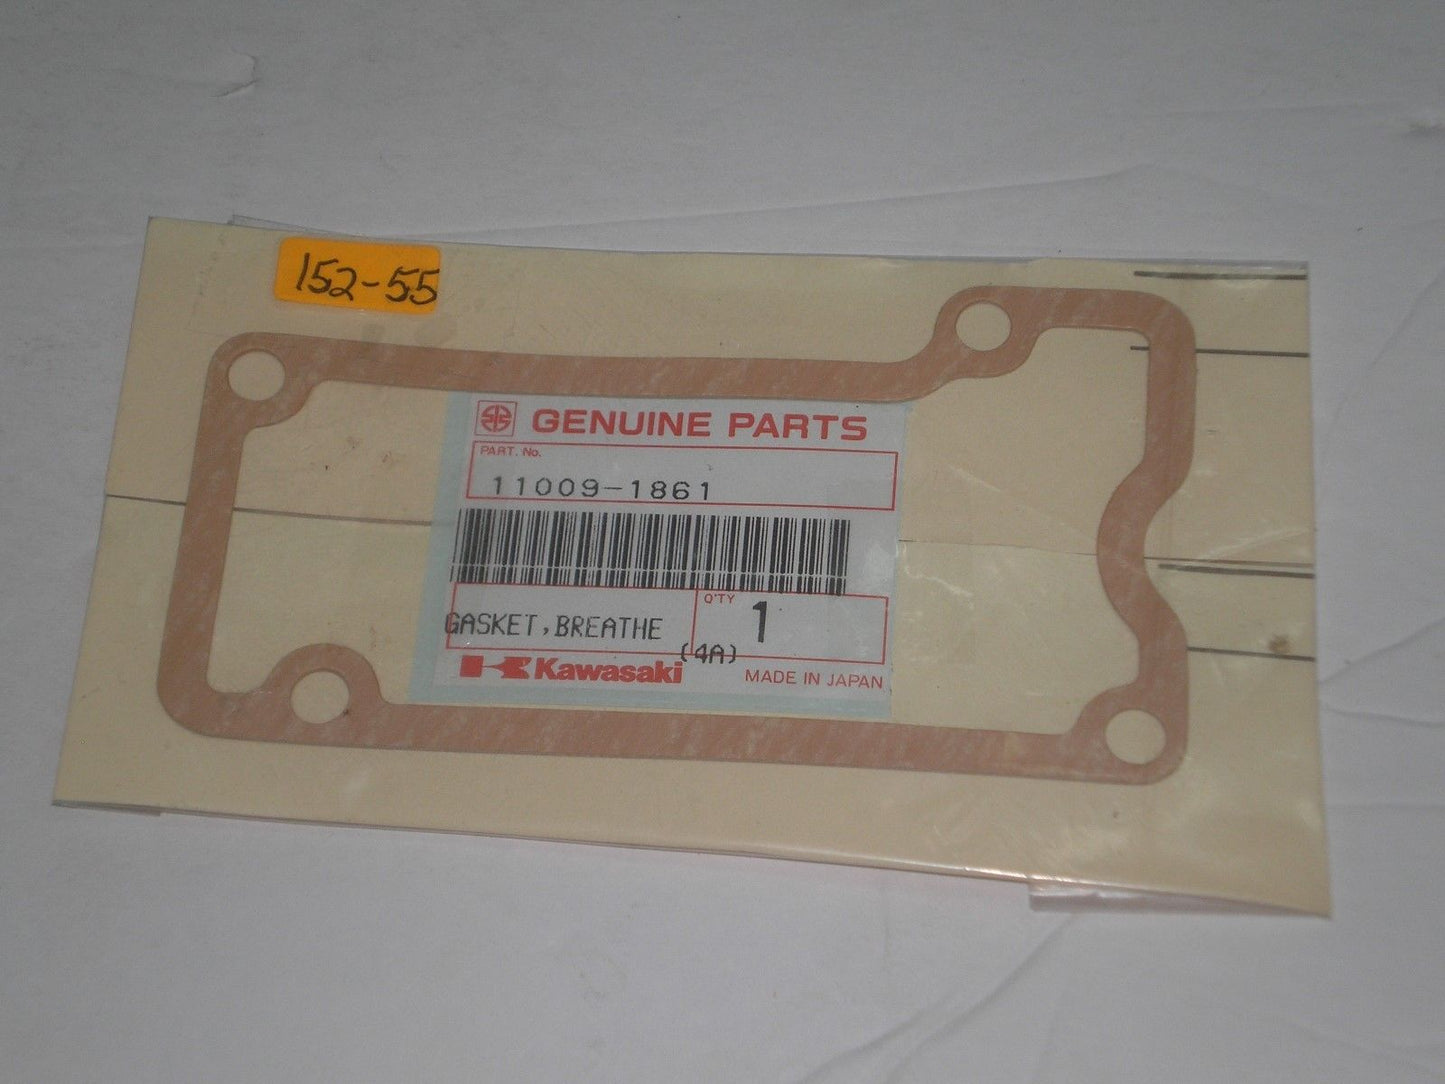 152-55
GENUINE PARTS
PART. No.
11009-1861
Q'TY
1
GASKET,BREATHE
(4A)
Kawasaki
MADE IN JAPAN